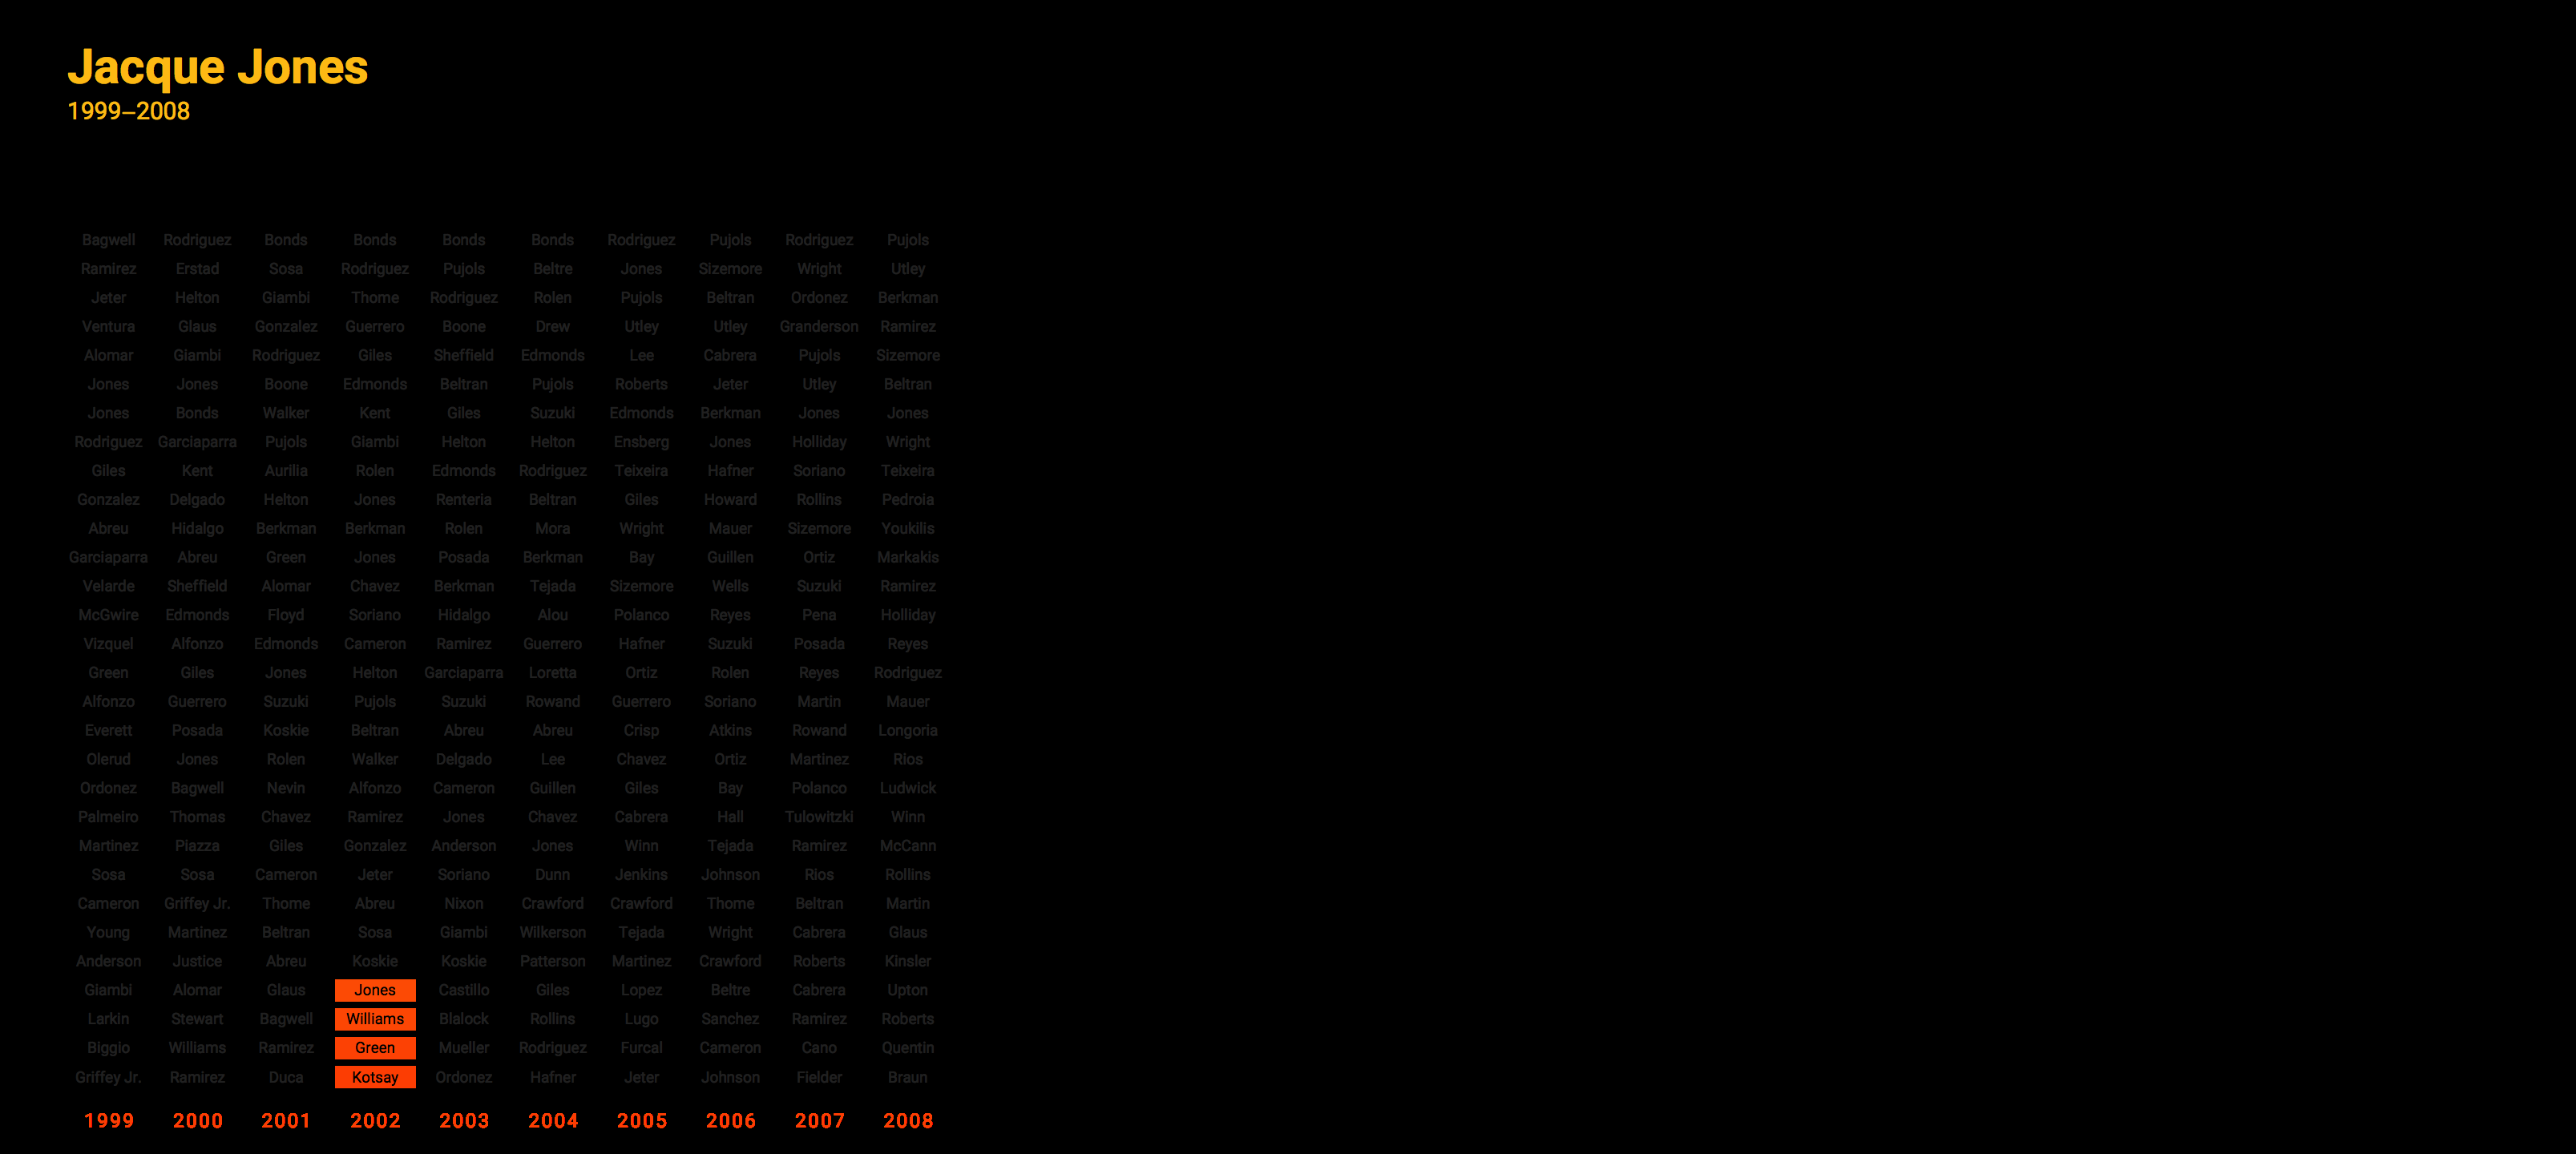 Jacque Jones
1999–2008
Bagwell Rodriguez Bonds Bonds Bonds Bonds Rodriguez Pujols Rodriguez Pujols
Ramirez Erstad Sosa Rodriguez Pujols Beltre Jones Sizemore Wright Utley
Jeter Helton Giambi Thome Rodriguez Rolen Pujols Beltran Ordonez Berkman
Ventura Glaus Gonzalez Guerrero Boone Drew Utley Utley Granderson Ramirez
Alomar Giambi Rodriguez Giles Sheffield Edmonds Lee Cabrera Pujols Sizemore
Jones Jones Boone Edmonds Beltran Pujols Roberts Jeter Utley Beltran
Jones Bonds Walker Kent Giles Suzuki Edmonds Berkman Jones Jones
Rodriguez Garciaparra Pujols Giambi Helton Helton Ensberg Jones Holliday Wright
Giles Kent Aurilia Rolen Edmonds Rodriguez Teixeira Hafner Soriano Teixeira
Gonzalez Delgado Helton Jones Renteria Beltran Giles Howard Rollins Pedroia
Abreu Hidalgo Berkman Berkman Rolen Mora Wright Mauer Sizemore Youkilis
Garciaparra Abreu Green Jones Posada Berkman Bay Guillen Ortiz Markakis
Velarde Sheffield Alomar Chavez Berkman Tejada Sizemore Wells Suzuki Ramirez
McGwire Edmonds Floyd Soriano Hidalgo Alou Polanco Reyes Pena Holliday
Vizquel Alfonzo Edmonds Cameron Ramirez Guerrero Hafner Suzuki Posada Reyes
Green Giles Jones Helton Garciaparra Loretta Ortiz Rolen Reyes Rodriguez
Alfonzo Guerrero Suzuki Pujols Suzuki Rowand Guerrero Soriano Martin Mauer
Everett Posada Koskie Beltran Abreu Abreu Crisp Atkins Rowand Longoria
Olerud Jones Rolen Walker Delgado Lee Chavez Ortiz Martinez Rios
Ordonez Bagwell Nevin Alfonzo Cameron Guillen Giles Bay Polanco Ludwick
Palmeiro Thomas Chavez Ramirez Jones Chavez Cabrera Hall Tulowitzki Winn
Martinez Piazza Giles Gonzalez Anderson Jones Winn Tejada Ramirez McCann
Sosa Sosa Cameron Jeter Soriano Dunn Jenkins Johnson Rios Rollins
Cameron Griffey Jr. Thome Abreu Nixon Crawford Crawford Thome Beltran Martin
Young Martinez Beltran Sosa Giambi Wilkerson Tejada Wright Cabrera Glaus
Anderson Justice Abreu Koskie Koskie Patterson Martinez Crawford Roberts Kinsler
Giambi Alomar Glaus Jones Castillo Giles Lopez Beltre Cabrera Upton
Larkin Stewart Bagwell Williams Blalock Rollins Lugo Sanchez Ramirez Roberts
Biggio Williams Ramirez Green Mueller Rodriguez Furcal Cameron Cano Quentin
Griffey Jr. Ramirez Duca Kotsay Ordonez Hafner Jeter Johnson Fielder Braun
1999 2000 2001 2002 2003 2004 2005 2006 2007 2008